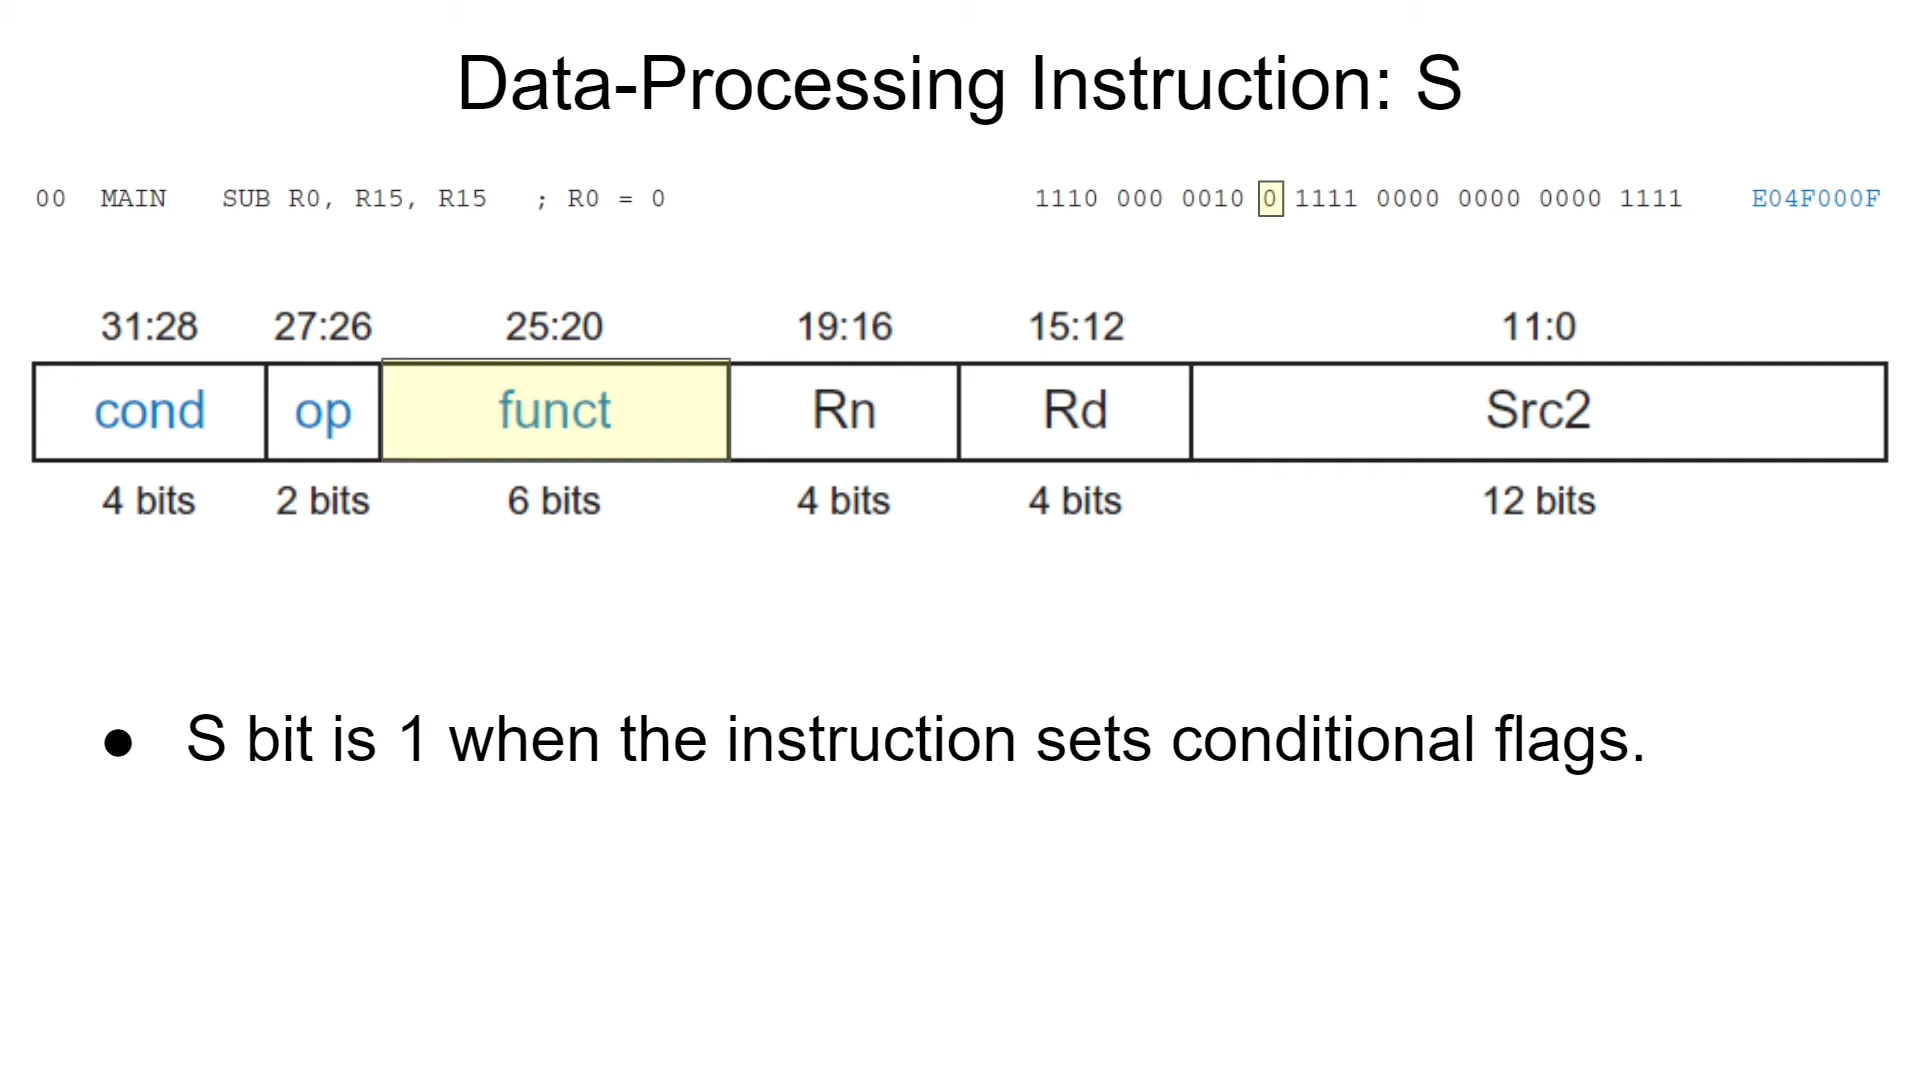 Data-Processing Instruction: S
00 MAIN SUB R0, R15, R15 ; R0 = 0 1110 000 0010 0 1111 0000 0000 0000 1111 E04F000F
31:28 27:26 25:20 19:16 15:12 11:0
cond op funct Rn Rd Src2
4 bits 2 bits 6 bits 4 bits 4 bits 12 bits
● S bit is 1 when the instruction sets conditional flags.